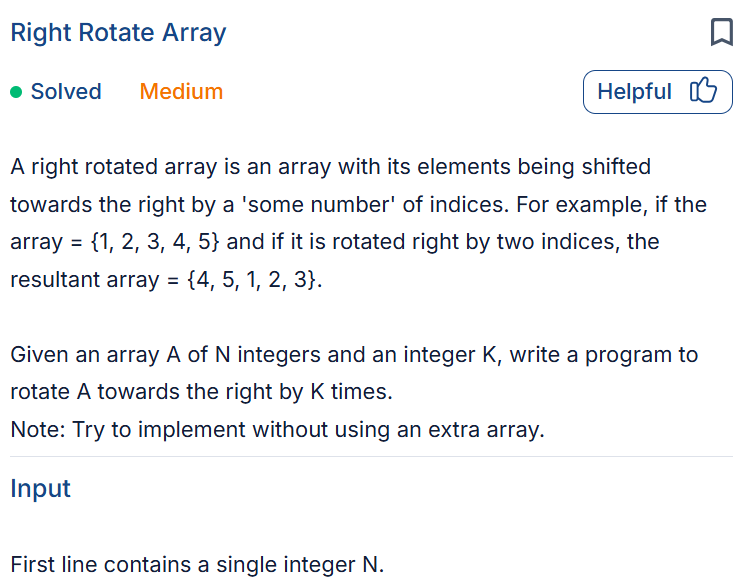 Right Rotate Array
Solved Medium Helpful
A right rotated array is an array with its elements being shifted
towards the right by a 'some number' of indices. For example, if the
array = {1, 2, 3, 4, 5} and if it is rotated right by two indices, the
resultant array = {4, 5, 1, 2, 3}.
Given an array A of N integers and an integer K, write a program to
rotate A towards the right by K times.
Note: Try to implement without using an extra array.
Input
First line contains a single integer N.